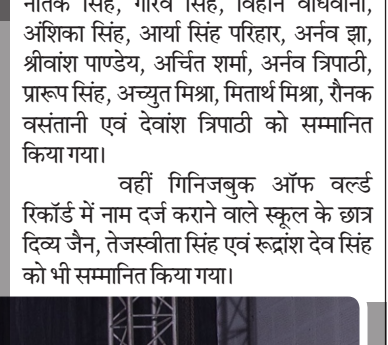 नैतिक सिंह, गौरव सिंह, विहान वाधवानी,
अंशिका सिंह, आर्या सिंह परिहार, अर्नव झा,
श्रीवांश पाण्डेय, अर्चित शर्मा, अर्नव त्रिपाठी,
प्रारूप सिंह, अच्युत मिश्रा, मितार्थ मिश्रा, रौनक
वसंतानी एवं देवांश त्रिपाठी को सम्मानित
किया गया।
वहीं गिनिजबुक ऑफ वर्ल्ड
रिकॉर्ड में नाम दर्ज कराने वाले स्कूल के छात्र
दिव्य जैन, तेजस्वीता सिंह एवं रूद्रांश देव सिंह
को भी सम्मानित किया गया।